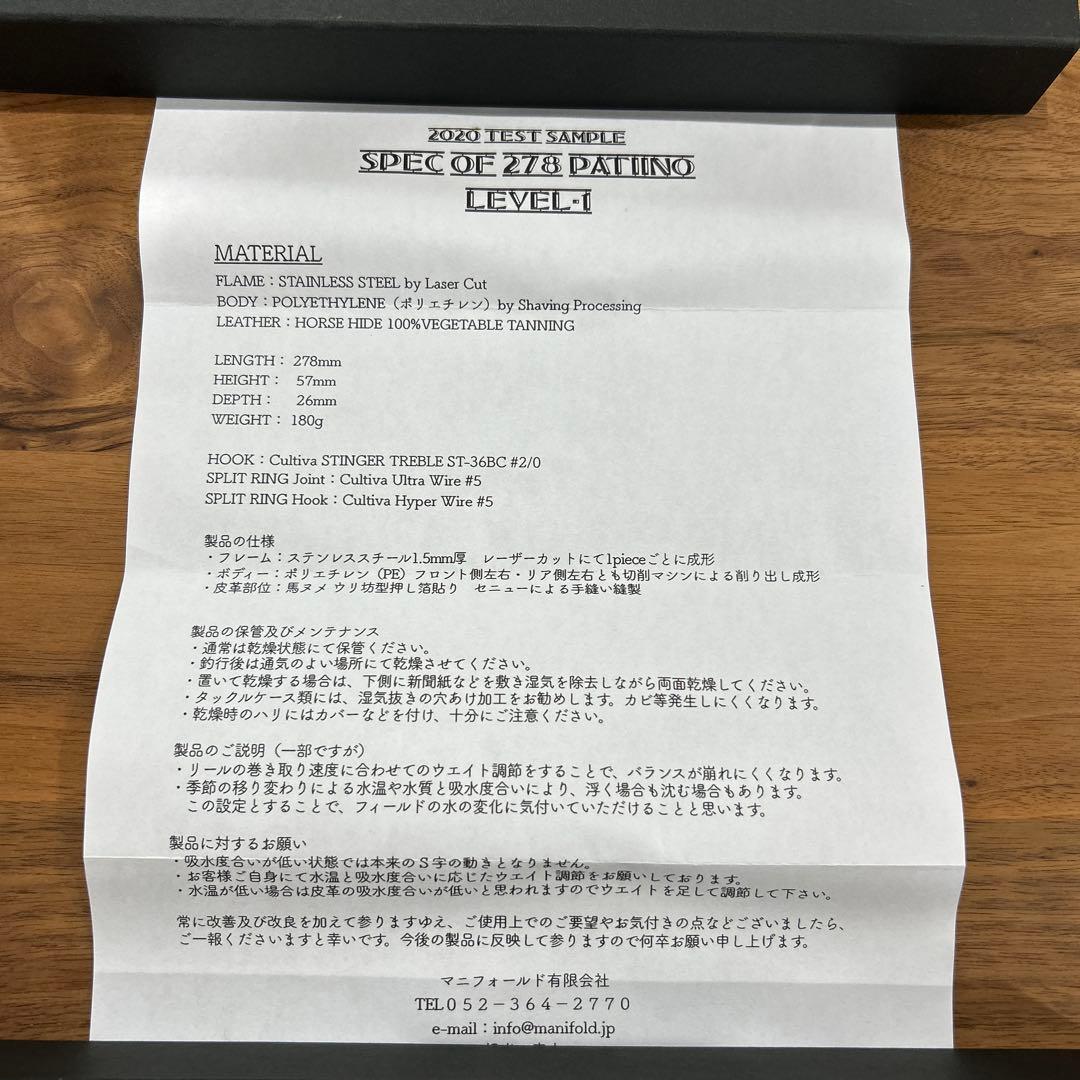 2020 TEST SAMPLE
SPEC OF 278 PATIINO
LEVEL-1
MATERIAL
FLAME：STAINLESS STEEL by Laser Cut
BODY：POLYETHYLENE（ポリエチレン）by Shaving Processing
LEATHER：HORSE HIDE 100%VEGETABLE TANNING
LENGTH： 278mm
HEIGHT： 57mm
DEPTH： 26mm
WEIGHT： 180g
HOOK：Cultiva STINGER TREBLE ST-36BC #2/0
SPLIT RING Joint：Cultiva Ultra Wire #5
SPLIT RING Hook：Cultiva Hyper Wire #5
製品の仕様
・フレーム：ステンレススチール1.5mm厚　レーザーカットにて1pieceごとに成形
・ボディー：ポリエチレン（PE）フロント側左右・リア側左右とも切削マシンによる削り出し成形
・皮革部位：馬ヌメ ウリ坊型押し箔貼り　セニューによる手縫い縫製
製品の保管及びメンテナンス
・通常は乾燥状態にて保管ください。
・釣行後は通気のよい場所にて乾燥させてください。
・置いて乾燥する場合は、下側に新聞紙などを敷き湿気を除去しながら両面乾燥してください。
・タックルケース類には、湿気抜きの穴あけ加工をお勧めします。カビ等発生しにくくなります。
・乾燥時のハリにはカバーなどを付け、十分にご注意ください。
製品のご説明（一部ですが）
・リールの巻き取り速度に合わせてのウエイト調節をすることで、バランスが崩れにくくなります。
・季節の移り変わりによる水温や水質と吸水度合いにより、浮く場合も沈む場合もあります。
この設定とすることで、フィールドの水の変化に気付いていただけることと思います。
製品に対するお願い
・吸水度合いが低い状態では本来のS字の動きとなりません。
・お客様ご自身にて水温と吸水度合いに応じたウエイト調節をお願いしております。
・水温が低い場合は皮革の吸水度合いが低いと思われますのでウエイトを足して調節して下さい。
常に改善及び改良を加えて参りますゆえ、ご使用上でのご要望やお気付きの点などございましたら、
ご一報くださいますと幸いです。今後の製品に反映して参りますので何卒お願い申し上げます。
マニフォールド有限会社
TEL０５２－３６４－２７７０
e-mail：info@manifold.jp